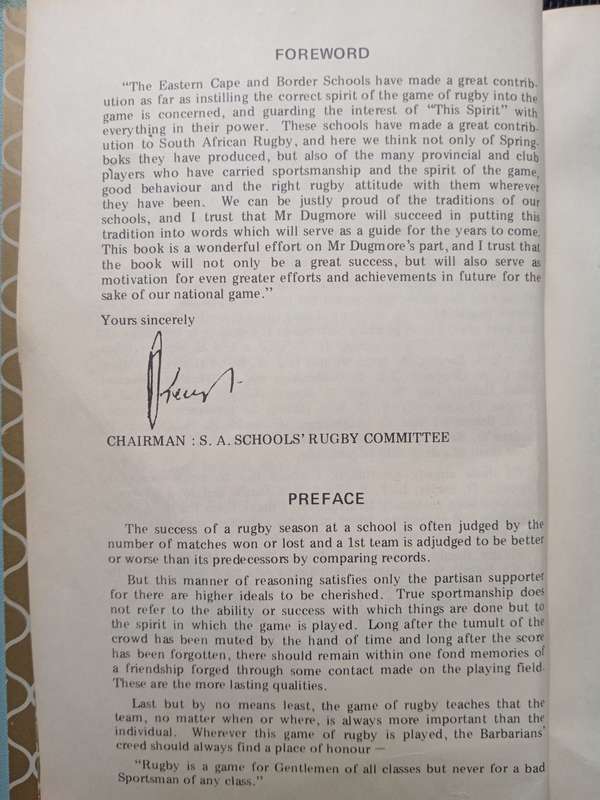 FOREWORD
"The Eastern Cape and Border Schools have made a great contrib-
ution as far as instilling the correct spirit of the game of rugby into the
game is concerned, and guarding the interest of "This Spirit" with
everything in their power. These schools have made a great contrib-
ution to South African Rugby, and here we think not only of Spring-
boks they have produced, but also of the many provincial and club
players who have carried sportsmanship and the spirit of the game,
good behaviour and the right rugby attitude with them wherever
they have been. We can be justly proud of the traditions of our
schools, and I trust that Mr Dugmore will succeed in putting this
tradition into words which will serve as a guide for the years to come.
This book is a wonderful effort on Mr Dugmore's part, and I trust that
the book will not only be a great success, but will also serve as
motivation for even greater efforts and achievements in future for the
sake of our national game."
Yours sincerely
CHAIRMAN : S. A. SCHOOLS' RUGBY COMMITTEE
PREFACE
The success of a rugby season at a school is often judged by the
number of matches won or lost and a 1st team is adjudged to be better
or worse than its predecessors by comparing records.
But this manner of reasoning satisfies only the partisan supporter
for there are higher ideals to be cherished. True sportmanship does
not refer to the ability or success with which things are done but to
the spirit in which the game is played. Long after the tumult of the
crowd has been muted by the hand of time and long after the score
has been forgotten, there should remain within one fond memories of
a friendship forged through some contact made on the playing field.
These are the more lasting qualities.
Last but by no means least, the game of rugby teaches that the
team, no matter when or where, is always more important than the
individual. Wherever this game of rugby is played, the Barbarians'
creed should always find a place of honour —
"Rugby is a game for Gentlemen of all classes but never for a bad
Sportsman of any class."